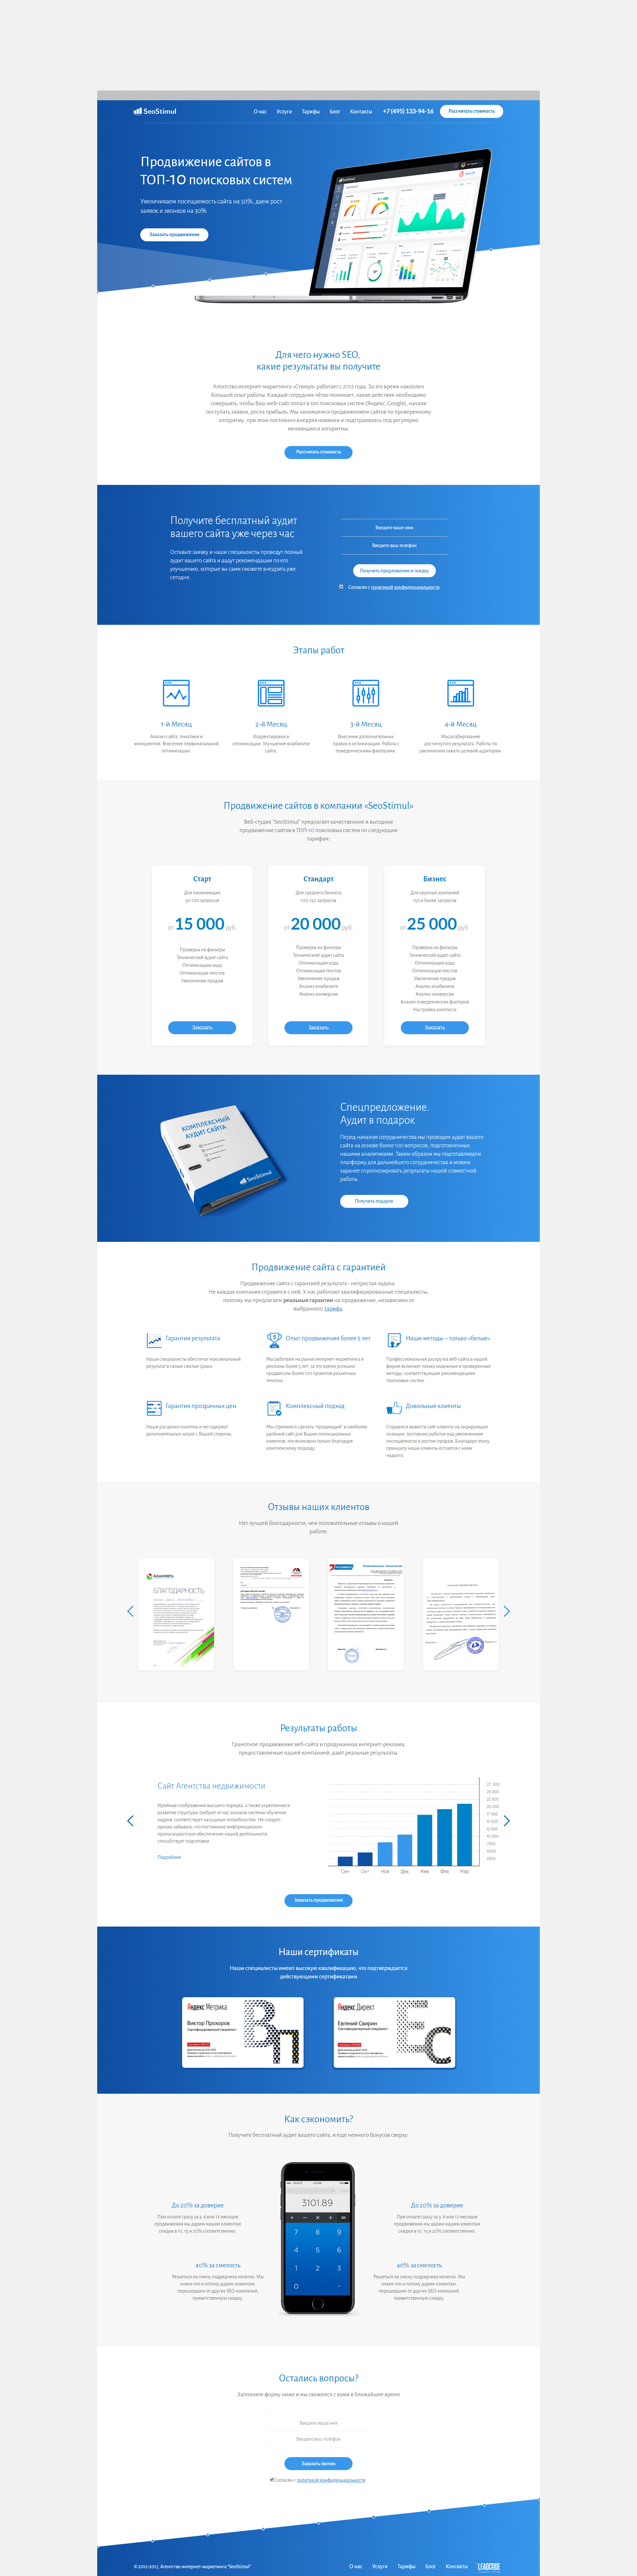 SeoStimul
О нас Услуги Тарифы Блог Контакты +7 (495) 133-94-16 Рассчитать стоимость
Продвижение сайтов в
ТОП-10 поисковых систем
Увеличиваем посещаемость сайта на 50%, даем рост
заявок и звонков на 30%
Заказать продвижение
Для чего нужно SEO,
какие результаты вы получите
Агентство интернет-маркетинга «Стимул» работает с 2012 года. За это время накоплен
большой опыт работы. Каждый сотрудник чётко понимает, какие действия необходимо
совершить, чтобы Ваш web-сайт попал в топ поисковых систем (Яндекс, Google), начали
поступать заявки, росла прибыль. Мы занимаемся продвижением сайтов по проверенному
алгоритму, при этом постоянно внедряя новинки и подстраиваясь под регулярно
меняющиеся алгоритмы.
Рассчитать стоимость
Получите бесплатный аудит
вашего сайта уже через час
Оставьте заявку и наши специалисты проведут полный
аудит вашего сайта и дадут рекомендации по его
улучшению, которые вы сами сможете внедрить уже
сегодня.
Введите ваше имя
Введите ваш телефон
Получить предложение и скидку
Согласен с политикой конфиденциальности
Этапы работ
1-й Месяц
Анализ сайта, тематики и
конкурентов. Внесение первоначальной
оптимизации
2-й Месяц
Корректировки в
оптимизации. Улучшение юзабилити
сайта.
3-й Месяц
Внесение дополнительных
правок в оптимизации. Работа с
поведенческими факторами
4-й Месяц
Масштабирование
достигнутого результата. Работы по
увеличению охвата целевой аудитории
Продвижение сайтов в компании «SeoStimul»
Веб-студия "SeoStimul" предлагает качественное и выгодное
продвижение сайтов в ТОП-10 поисковых систем по следующим
тарифам.
Старт
Для начинающих
50-100 запросов
от 15 000 руб
Проверка на фильтры
Технический аудит сайта
Оптимизации кода
Оптимизация текстов
Увеличение продаж
Заказать
Стандарт
Для среднего бизнеса
100-150 запросов
от 20 000 руб
Проверка на фильтры
Технический аудит сайта
Оптимизации кода
Оптимизация текстов
Увеличение продаж
Анализ юзабилити
Анализ конверсии
Заказать
Бизнес
Для крупных компаний
150 и более запросов
от 25 000 руб
Проверка на фильтры
Технический аудит сайта
Оптимизации кода
Оптимизация текстов
Увеличение продаж
Анализ юзабилити
Анализ конверсии
Анализ поведенческих факторов
Настройка контекста
Заказать
КОМПЛЕКСНЫЙ
АУДИТ САЙТА
SeoStimul
Спецпредложение.
Аудит в подарок
Перед началом сотрудничества мы проводим аудит вашего
сайта на основе более 100 вопросов, подготовленных
нашими аналитиками. Таким образом мы подготавливаем
платформу для дальнейшего сотрудничества и можем
заранее спрогнозировать результаты нашей совместной
работы.
Получить подарок
Продвижение сайта с гарантией
Продвижение сайта с гарантией результата - непростая задача.
Не каждая компания справится с ней. У нас работают квалифицированные специалисты,
поэтому мы предлагаем реальные гарантии на продвижение, независимо от
выбранного тарифа.
Гарантия результата
Наши специалисты обеспечат максимальный
результат в самые сжатые сроки.
Опыт продвижения более 5 лет
Мы работаем на рынке интернет-маркетинга и
рекламы более 5 лет, за это время успешно
продвигали более 170 проектов различных
тематик.
Наши методы – только «белые»
Профессиональная раскрутка веб-сайта в нашей
фирме включает только надежные и проверенные
методы, соответствующие рекомендациям
поисковых систем
Гарантия прозрачных цен
Наши расценки понятны и не содержат
дополнительных затрат с Вашей стороны.
Комплексный подход
Мы стремимся сделать "продающий" и наиболее
удобный сайт для Ваших потенциальных
клиентов, что возможно только благодаря
комплексному подходу
Довольные клиенты
Стараемся вывести сайт клиента на лидирующие
позиции, постоянно работая над увеличением
посещаемости и ростом продаж. Благодаря этому
принципу наши клиенты остаются с нами
надолго.
Отзывы наших клиентов
Нет лучшей благодарности, чем положительные отзывы о нашей
работе:
БАШНЕФТЬ
БЛАГОДАРНОСТЬ
Результаты работы
Грамотное продвижение веб-сайта и продуманная интернет-реклама,
предоставляемые нашей компанией, дают реальные результаты:
Сайт Агентства недвижимости
Идейные соображения высшего порядка, а также укрепление и
развитие структуры требует от нас анализа системы обучения
кадров, соответствует насущным потребностям. Не следует,
однако, забывать, что постоянное информационно-
пропагандистское обеспечение нашей деятельности
способствует подготовки
Подробнее
27 500
25 000
22 500
20 000
17 500
15 000
12 500
10 000
7500
5000
2500
Сен Окт Ноя Дек Янв Фев Мар
Заказать продвижение
Наши сертификаты
Наши специалисты имеют высокую квалификацию, что подтверждается
действующими сертификатами
Яндекс Метрика
Виктор Прохоров
Сертифицированный специалист
Яндекс Директ
Евгений Свирин
Сертифицированный специалист
Как сэкономить?
Получите бесплатный аудит вашего сайта, и еще немного бонусов сверху:
До 20% за доверие
При оплате сразу за 3, 6 или 12 месяцев
продвижения мы дарим нашим клиентам
скидки в 10, 15 и 20% соответственно.
40% за смелость
Решиться на смену подрядчика нелегко. Мы
знаем это и потому дарим клиентам,
перешедшим от других SEO-компаний,
приветственную скидку.
3101.89
7 8 9
4 5 6
1 2 3
0
До 20% за доверие
При оплате сразу за 3, 6 или 12 месяцев
продвижения мы дарим нашим клиентам
скидки в 10, 15 и 20% соответственно.
40% за смелость
Решиться на смену подрядчика нелегко. Мы
знаем это и потому дарим клиентам,
перешедшим от других SEO-компаний,
приветственную скидку.
Остались вопросы?
Заполните форму ниже и мы свяжемся с вами в ближайшее время
Введите ваше имя
Введите ваш телефон
Заказать звонок
Согласен с политикой конфиденциальности
© 2012-2017, Агентство интернет-маркетинга "SeoStimul"
О нас Услуги Тарифы Блог Контакты LEADCODE